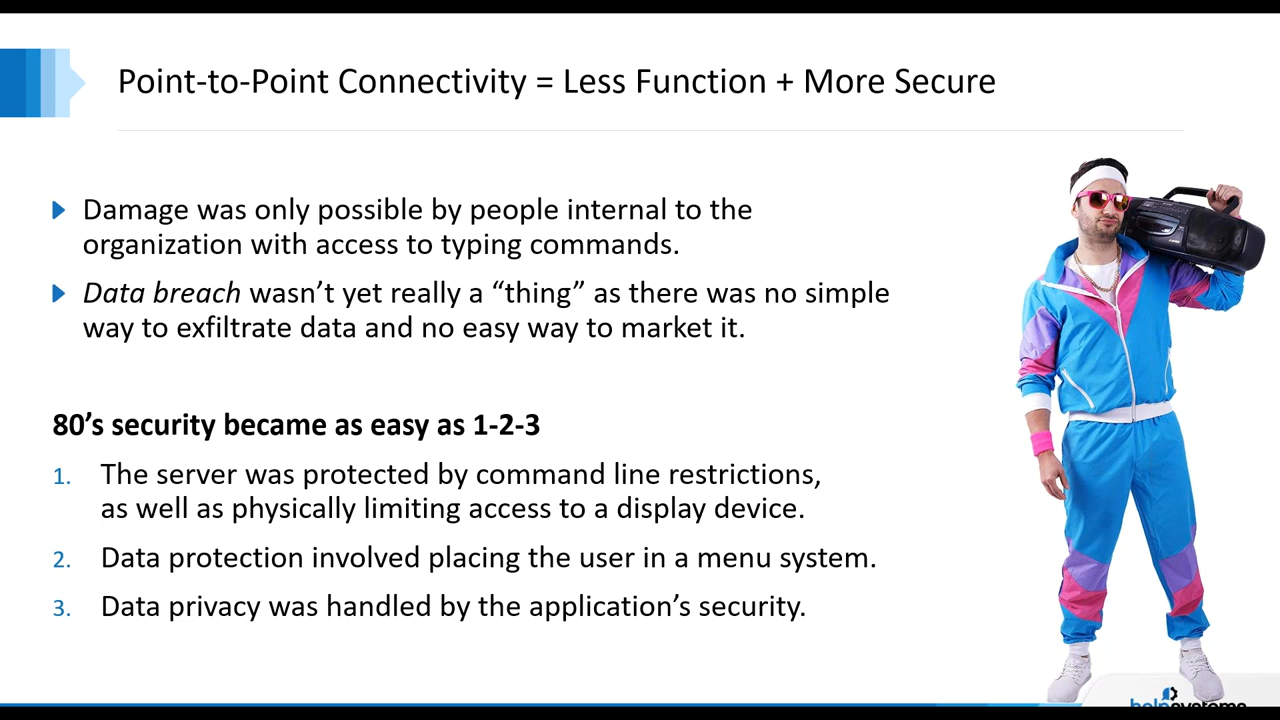 Point-to-Point Connectivity = Less Function + More Secure
Damage was only possible by people internal to the
organization with access to typing commands.
Data breach wasn’t yet really a “thing” as there was no simple
way to exfiltrate data and no easy way to market it.
80’s security became as easy as 1-2-3
1. The server was protected by command line restrictions,
as well as physically limiting access to a display device.
2. Data protection involved placing the user in a menu system.
3. Data privacy was handled by the application’s security.
helpsystems